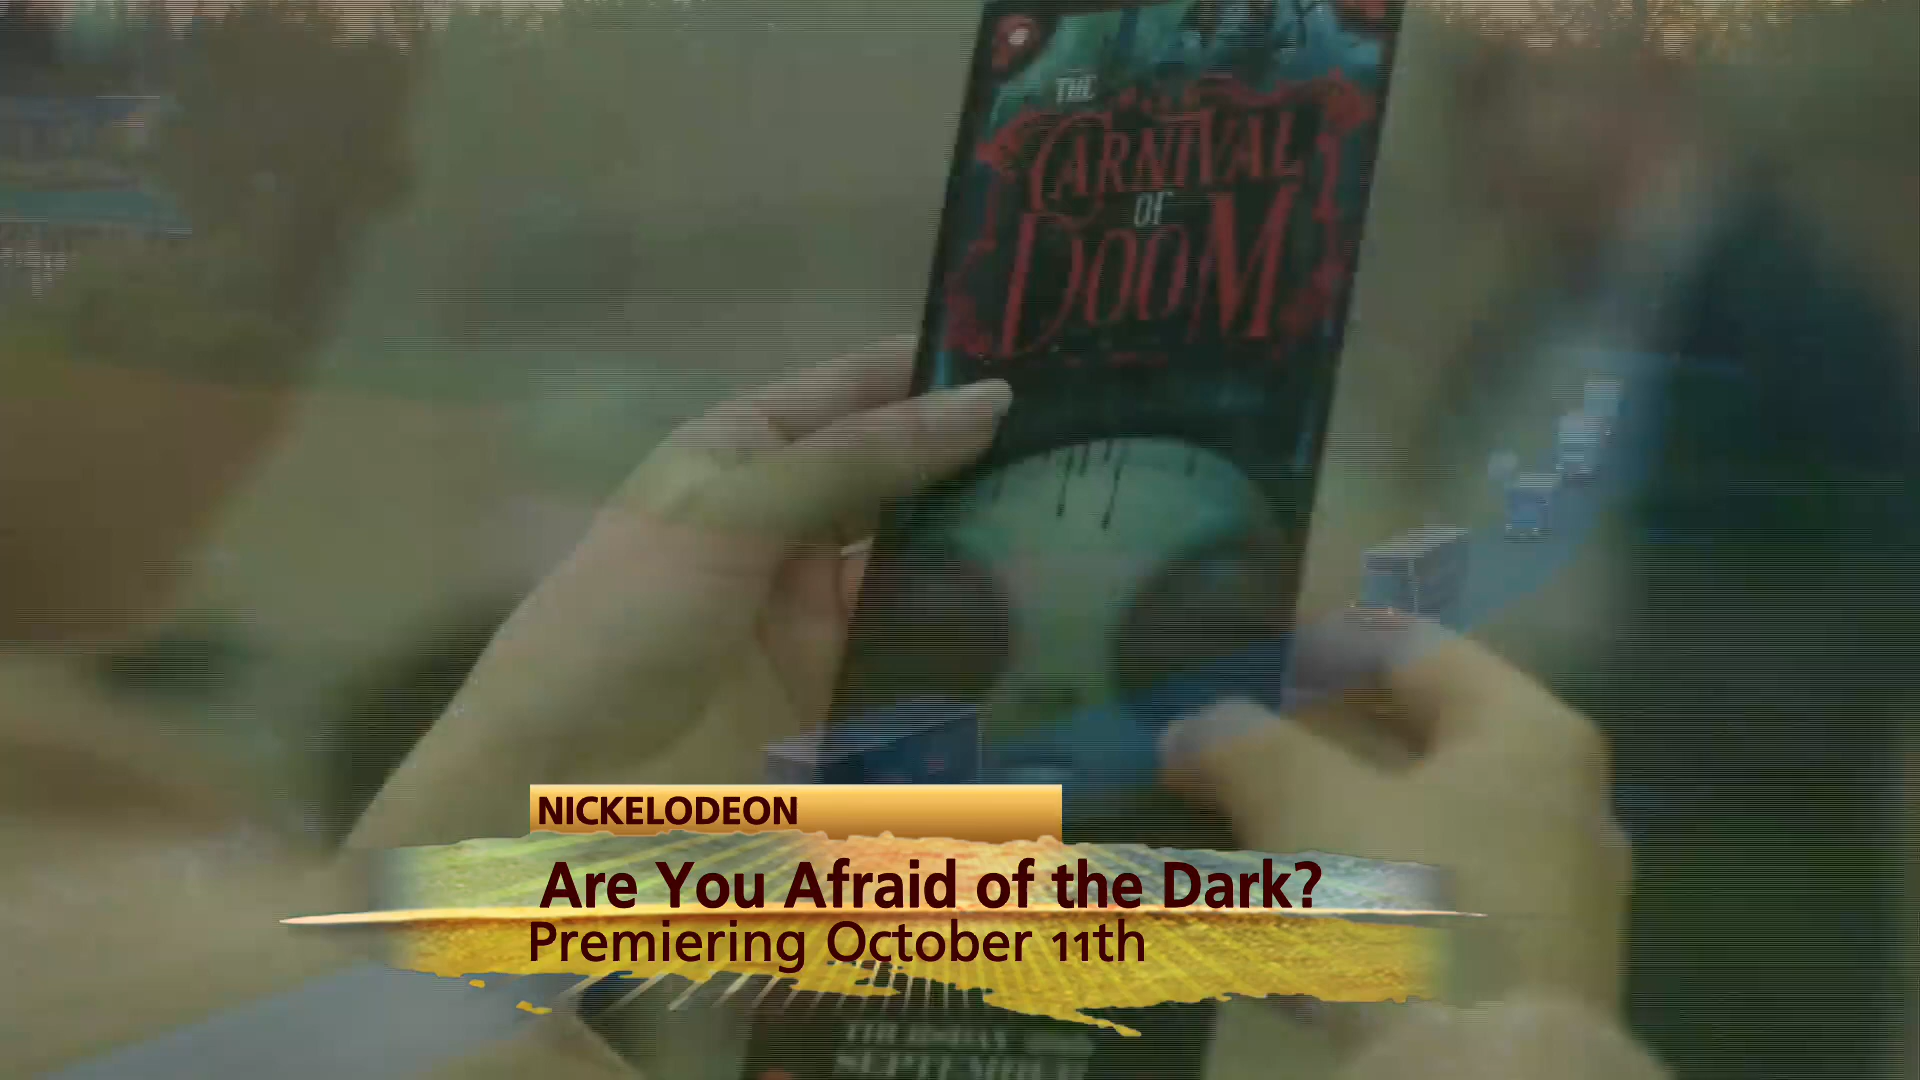 THE
CARNIVAL
OF
DOOM
NICKELODEON
Are You Afraid of the Dark?
Premiering October 11th